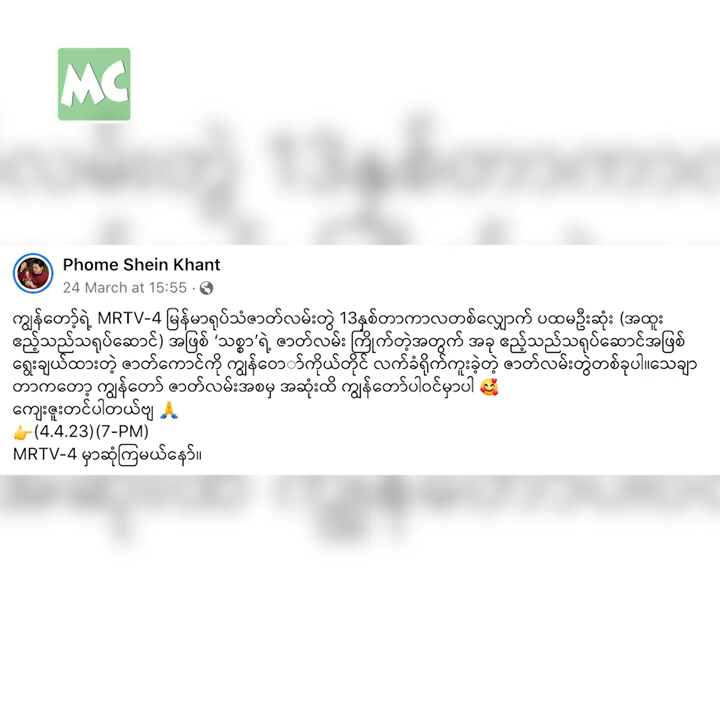 MC
Phome Shein Khant
24 March at 15:55 ·
ကျွန်တော့်ရဲ့ MRTV-4 မြန်မာရုပ်သံဇာတ်လမ်းတွဲ 13နှစ်တာကာလတစ်လျှောက် ပထမဦးဆုံး (အထူး
ဧည့်သည်သရုပ်ဆောင်) အဖြစ် ‘သစ္စာ’ရဲ့ ဇာတ်လမ်း ကြိုက်တဲ့အတွက် အခု ဧည့်သည်သရုပ်ဆောင်အဖြစ်
ရွေးချယ်ထားတဲ့ ဇာတ်ကောင်ကို ကျွန်တော်ကိုယ်တိုင် လက်ခံရိုက်ကူးခဲ့တဲ့ ဇာတ်လမ်းတွဲတစ်ခုပါ။သေချာ
တာကတော့ ကျွန်တော် ဇာတ်လမ်းအစမှ အဆုံးထိ ကျွန်တော်ပါဝင်မှာပါ 🥰
ကျေးဇူးတင်ပါတယ်ဗျ 🙏
👉(4.4.23)(7-PM)
MRTV-4 မှာဆုံကြမယ်နော်။